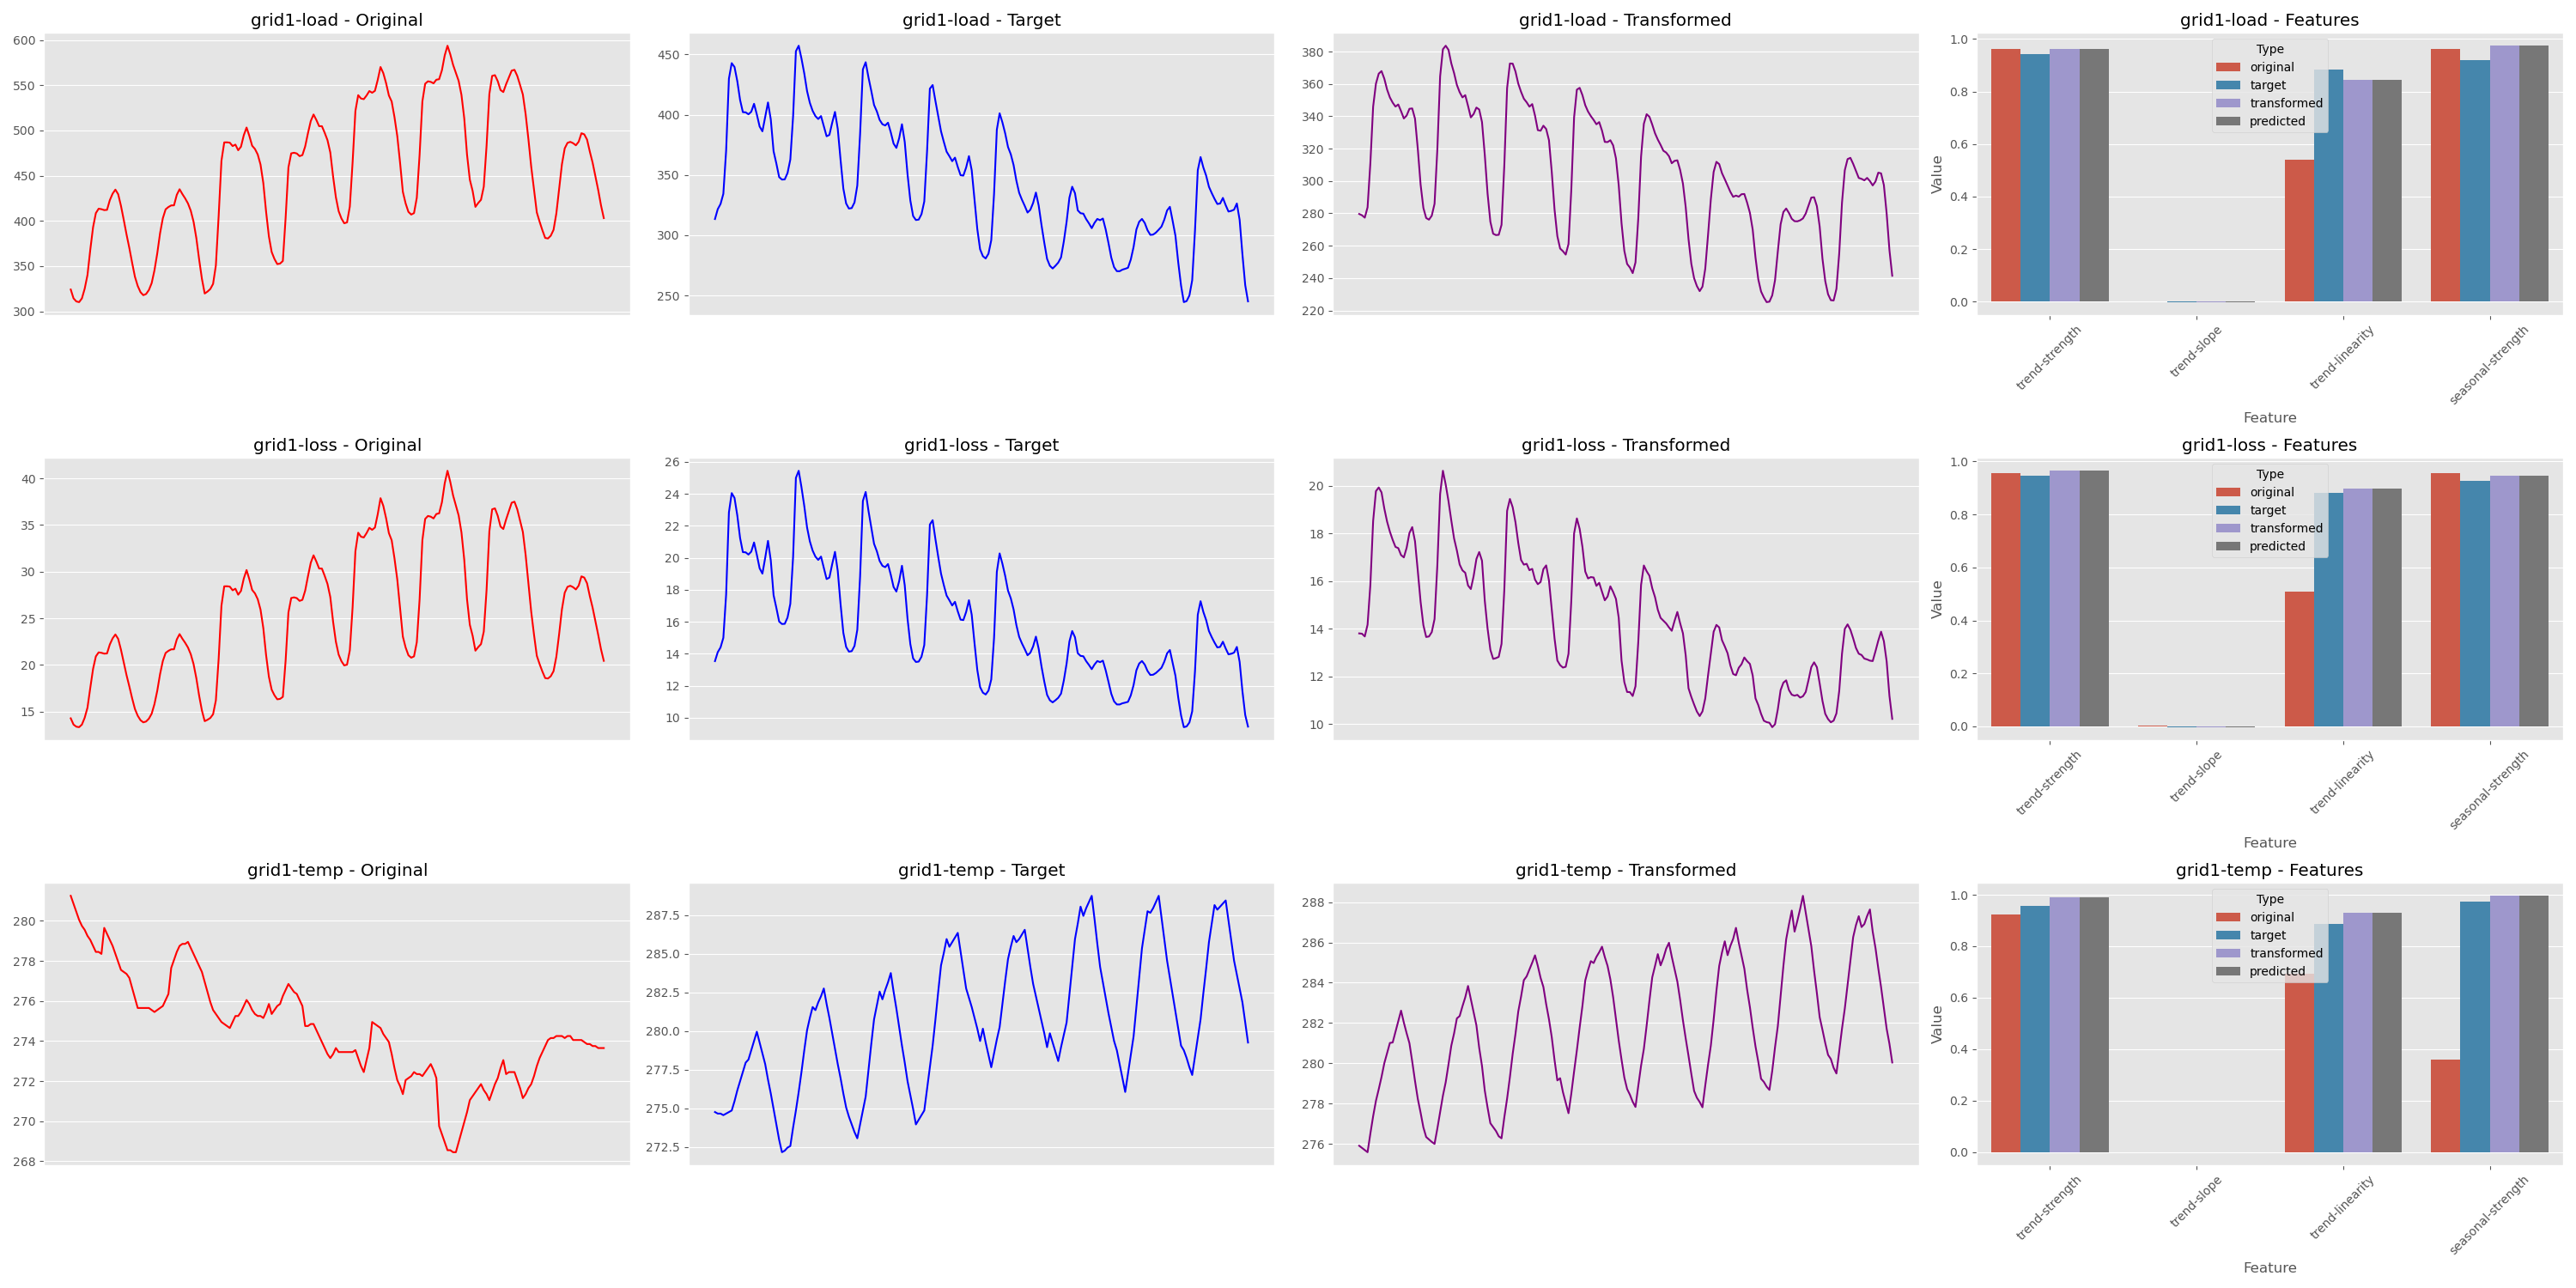 grid1-load - Original
600
550
500
450
400
350
300
grid1-load - Target
450
400
350
300
250
grid1-load - Transformed
380
360
340
320
300
280
260
240
220
grid1-load - Features
Value
1.0
0.8
0.6
0.4
0.2
0.0
Type
original
target
transformed
predicted
trend-strength
trend-slope
trend-linearity
seasonal-strength
Feature
grid1-loss - Original
40
35
30
25
20
15
grid1-loss - Target
26
24
22
20
18
16
14
12
10
grid1-loss - Transformed
20
18
16
14
12
10
grid1-loss - Features
Value
1.0
0.8
0.6
0.4
0.2
0.0
Type
original
target
transformed
predicted
trend-strength
trend-slope
trend-linearity
seasonal-strength
Feature
grid1-temp - Original
280
278
276
274
272
270
268
grid1-temp - Target
287.5
285.0
282.5
280.0
277.5
275.0
272.5
grid1-temp - Transformed
288
286
284
282
280
278
276
grid1-temp - Features
Value
1.0
0.8
0.6
0.4
0.2
0.0
Type
original
target
transformed
predicted
trend-strength
trend-slope
trend-linearity
seasonal-strength
Feature